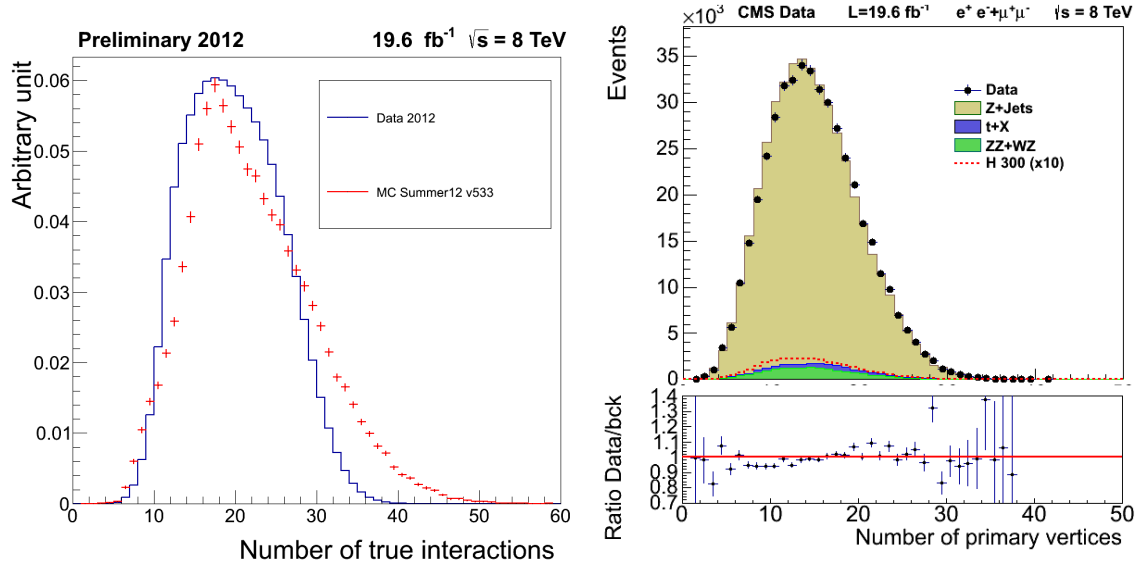 Preliminary 2012 19.6 fb-1 √s = 8 TeV
Arbitrary unit
0.06
0.05
0.04
0.03
0.02
0.01
0
Data 2012
MC Summer12 v533
0 10 20 30 40 50 60
Number of true interactions
×10³ CMS Data L=19.6 fb-1 e+ e-+μ+μ- √s = 8 TeV
Events
35
30
25
20
15
10
5
0
Data
Z+Jets
t+X
ZZ+WZ
H 300 (x10)
Ratio Data/bck
1.4
1.3
1.2
1.1
1
0.9
0.8
0.7
0 10 20 30 40 50
Number of primary vertices